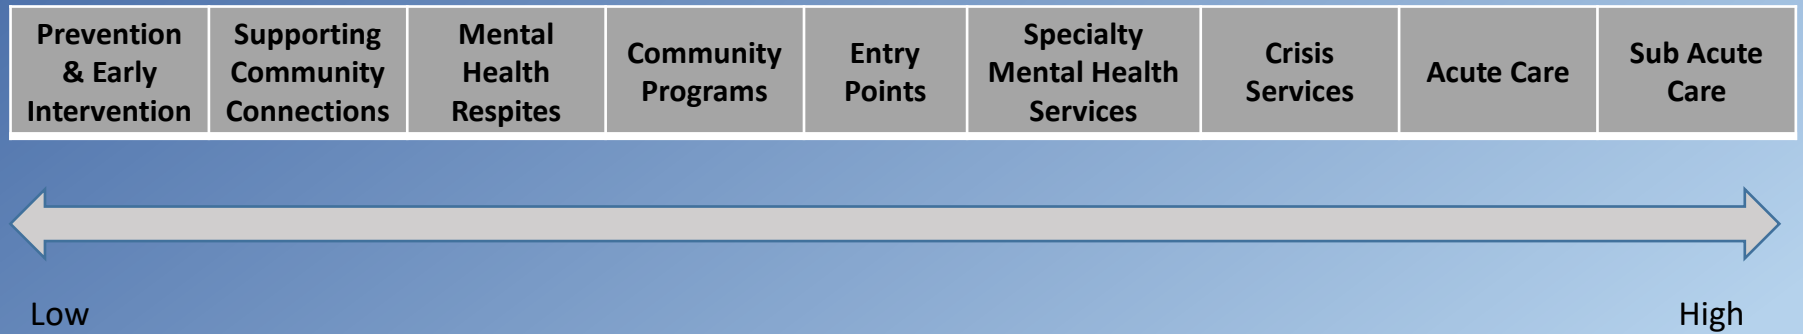 Prevention
& Early
Intervention
Supporting
Community
Connections
Mental
Health
Respites
Community
Programs
Entry
Points
Specialty
Mental Health
Services
Crisis
Services
Acute Care
Sub Acute
Care
Low
High